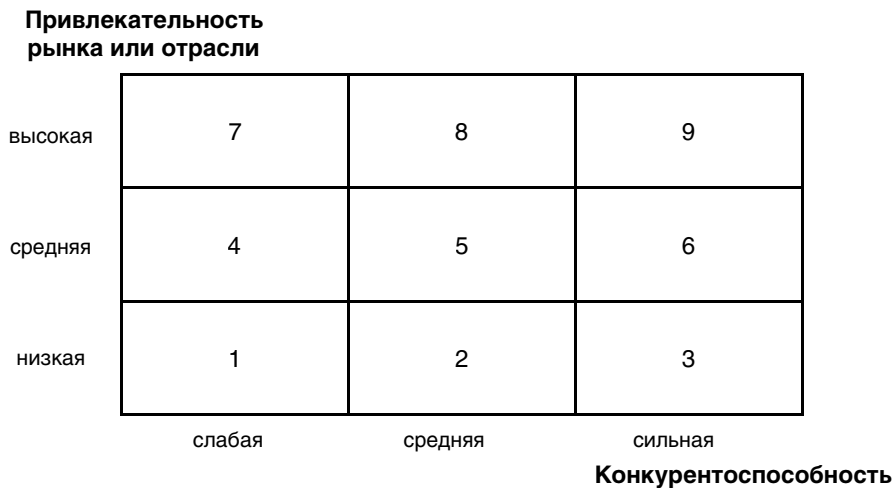 Привлекательность
рынка или отрасли
высокая 7 8 9
средняя 4 5 6
низкая 1 2 3
слабая средняя сильная
Конкурентоспособность